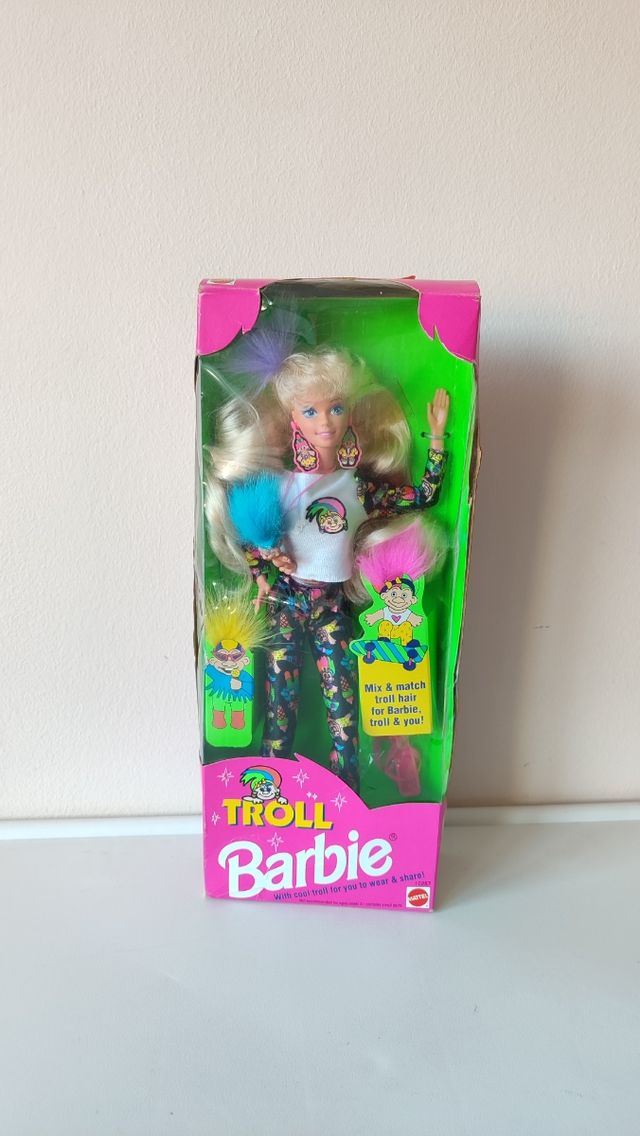 Mix & match
troll hair
for Barbie,
troll & you!
TROLL
Barbie®
With cool troll for you to wear & share!
MATTEL